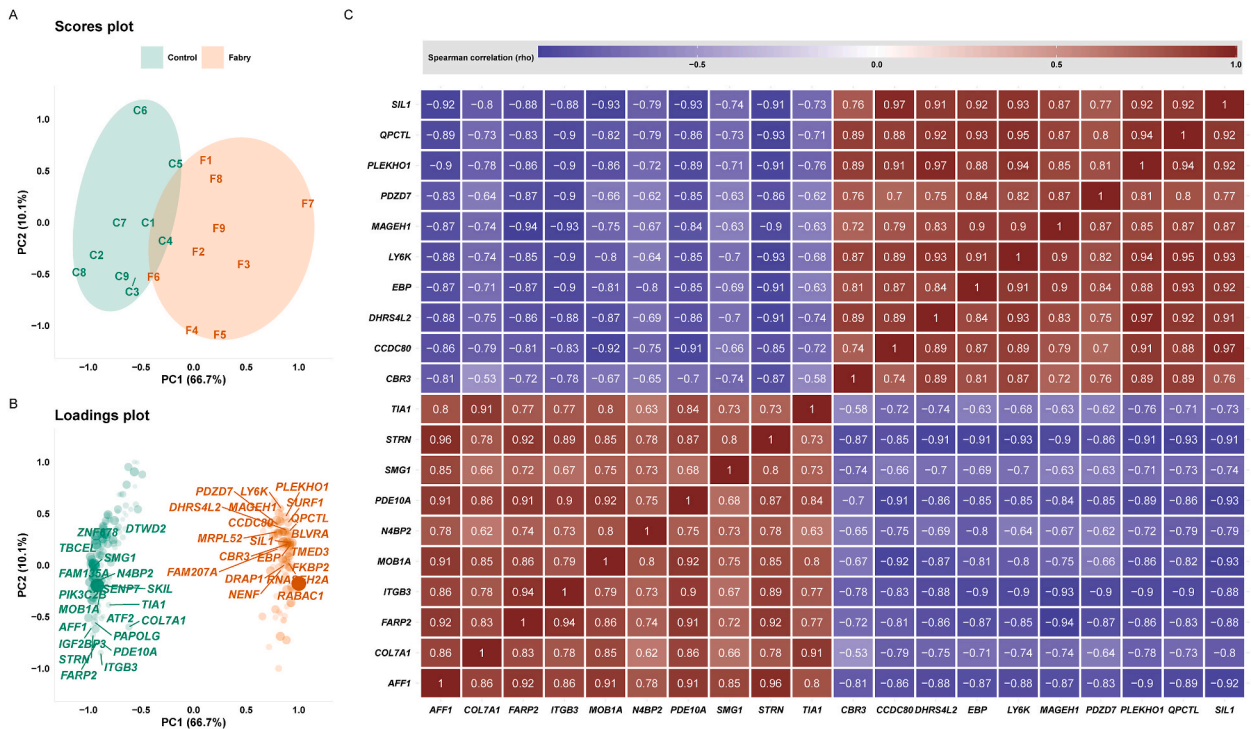 A
Scores plot
Control Fabry
C6
C5
C7 C1
C4
C2
C8
C9
C3
F1
F8
F7
F9
F2
F3
F6
F4
F5
1.0
0.5
0.0
−0.5
−1.0
PC2 (10.1%)
−1.0 −0.5 0.0 0.5 1.0
PC1 (66.7%)
B
Loadings plot
1.0
0.5
0.0
−0.5
−1.0
PC2 (10.1%)
ZNF678 DTWD2
TBCEL
SMG1
FAM135A N4BP2
SENP7 SKIL
PIK3C2B
MOB1A TIA1
AFF1 ATF2 COL7A1
IGF2BP3 PAPOLG
STRN PDE10A
FARP2 ITGB3
PDZD7 LY6K PLEKHO1
DHRS4L2 MAGEH1 SURF1
CCDC80 QPCTL
MRPL52 SIL1 BLVRA
CBR3 EBP TMED3
FAM207A FKBP2
DRAP1 RNASEH2A
NENF RABAC1
−1.0 −0.5 0.0 0.5 1.0
PC1 (66.7%)
C
Spearman correlation (rho)
−0.5 0.0 0.5 1.0
SIL1 −0.92 −0.8 −0.88 −0.88 −0.93 −0.79 −0.93 −0.74 −0.91 −0.73 0.76 0.97 0.91 0.92 0.93 0.87 0.77 0.92 0.92 1
QPCTL −0.89 −0.73 −0.83 −0.9 −0.82 −0.79 −0.86 −0.73 −0.93 −0.71 0.89 0.88 0.92 0.93 0.95 0.87 0.8 0.94 1 0.92
PLEKHO1 −0.9 −0.78 −0.86 −0.9 −0.86 −0.72 −0.89 −0.71 −0.91 −0.76 0.89 0.91 0.97 0.88 0.94 0.85 0.81 1 0.94 0.92
PDZD7 −0.83 −0.64 −0.87 −0.9 −0.66 −0.62 −0.74 −0.63 −0.86 −0.62 0.76 0.7 0.75 0.84 0.82 0.87 1 0.81 0.8 0.77
MAGEH1 −0.87 −0.74 −0.94 −0.93 −0.75 −0.67 −0.84 −0.63 −0.9 −0.63 0.72 0.79 0.83 0.9 0.9 1 0.87 0.85 0.87 0.87
LY6K −0.88 −0.74 −0.85 −0.9 −0.8 −0.64 −0.85 −0.7 −0.93 −0.68 0.87 0.89 0.93 0.91 1 0.9 0.82 0.94 0.95 0.93
EBP −0.87 −0.71 −0.87 −0.9 −0.81 −0.8 −0.85 −0.69 −0.91 −0.63 0.81 0.87 0.84 1 0.91 0.9 0.84 0.88 0.93 0.92
DHRS4L2 −0.88 −0.75 −0.86 −0.88 −0.87 −0.69 −0.86 −0.7 −0.91 −0.74 0.89 0.89 1 0.84 0.93 0.83 0.75 0.97 0.92 0.91
CCDC80 −0.86 −0.79 −0.81 −0.83 −0.92 −0.75 −0.91 −0.66 −0.85 −0.72 0.74 1 0.89 0.87 0.89 0.79 0.7 0.91 0.88 0.97
CBR3 −0.81 −0.53 −0.72 −0.78 −0.67 −0.65 −0.7 −0.74 −0.87 −0.58 1 0.74 0.89 0.81 0.87 0.72 0.76 0.89 0.89 0.76
TIA1 0.8 0.91 0.77 0.77 0.8 0.63 0.84 0.73 0.73 1 −0.58 −0.72 −0.74 −0.63 −0.68 −0.63 −0.62 −0.76 −0.71 −0.73
STRN 0.96 0.78 0.92 0.89 0.85 0.78 0.87 0.8 1 0.73 −0.87 −0.85 −0.91 −0.91 −0.93 −0.9 −0.86 −0.91 −0.93 −0.91
SMG1 0.85 0.66 0.72 0.67 0.75 0.73 0.68 1 0.8 0.73 −0.74 −0.66 −0.7 −0.69 −0.7 −0.63 −0.63 −0.71 −0.73 −0.74
PDE10A 0.91 0.86 0.91 0.9 0.92 0.75 1 0.68 0.87 0.84 −0.7 −0.91 −0.86 −0.85 −0.85 −0.84 −0.74 −0.89 −0.86 −0.93
N4BP2 0.78 0.62 0.74 0.73 0.8 1 0.75 0.73 0.78 0.63 −0.65 −0.75 −0.69 −0.8 −0.64 −0.67 −0.62 −0.72 −0.79 −0.79
MOB1A 0.91 0.85 0.86 0.79 1 0.8 0.92 0.75 0.85 0.8 −0.67 −0.92 −0.87 −0.81 −0.8 −0.75 −0.66 −0.86 −0.82 −0.93
ITGB3 0.86 0.78 0.94 1 0.79 0.73 0.9 0.67 0.89 0.77 −0.78 −0.83 −0.88 −0.9 −0.9 −0.93 −0.9 −0.9 −0.9 −0.88
FARP2 0.92 0.83 1 0.94 0.86 0.74 0.91 0.72 0.92 0.77 −0.72 −0.81 −0.86 −0.87 −0.85 −0.94 −0.87 −0.86 −0.83 −0.88
COL7A1 0.86 1 0.83 0.78 0.85 0.62 0.86 0.66 0.78 0.91 −0.53 −0.79 −0.75 −0.71 −0.74 −0.74 −0.64 −0.78 −0.73 −0.8
AFF1 1 0.86 0.92 0.86 0.91 0.78 0.91 0.85 0.96 0.8 −0.81 −0.86 −0.88 −0.87 −0.88 −0.87 −0.83 −0.9 −0.89 −0.92
AFF1 COL7A1 FARP2 ITGB3 MOB1A N4BP2 PDE10A SMG1 STRN TIA1 CBR3 CCDC80 DHRS4L2 EBP LY6K MAGEH1 PDZD7 PLEKHO1 QPCTL SIL1